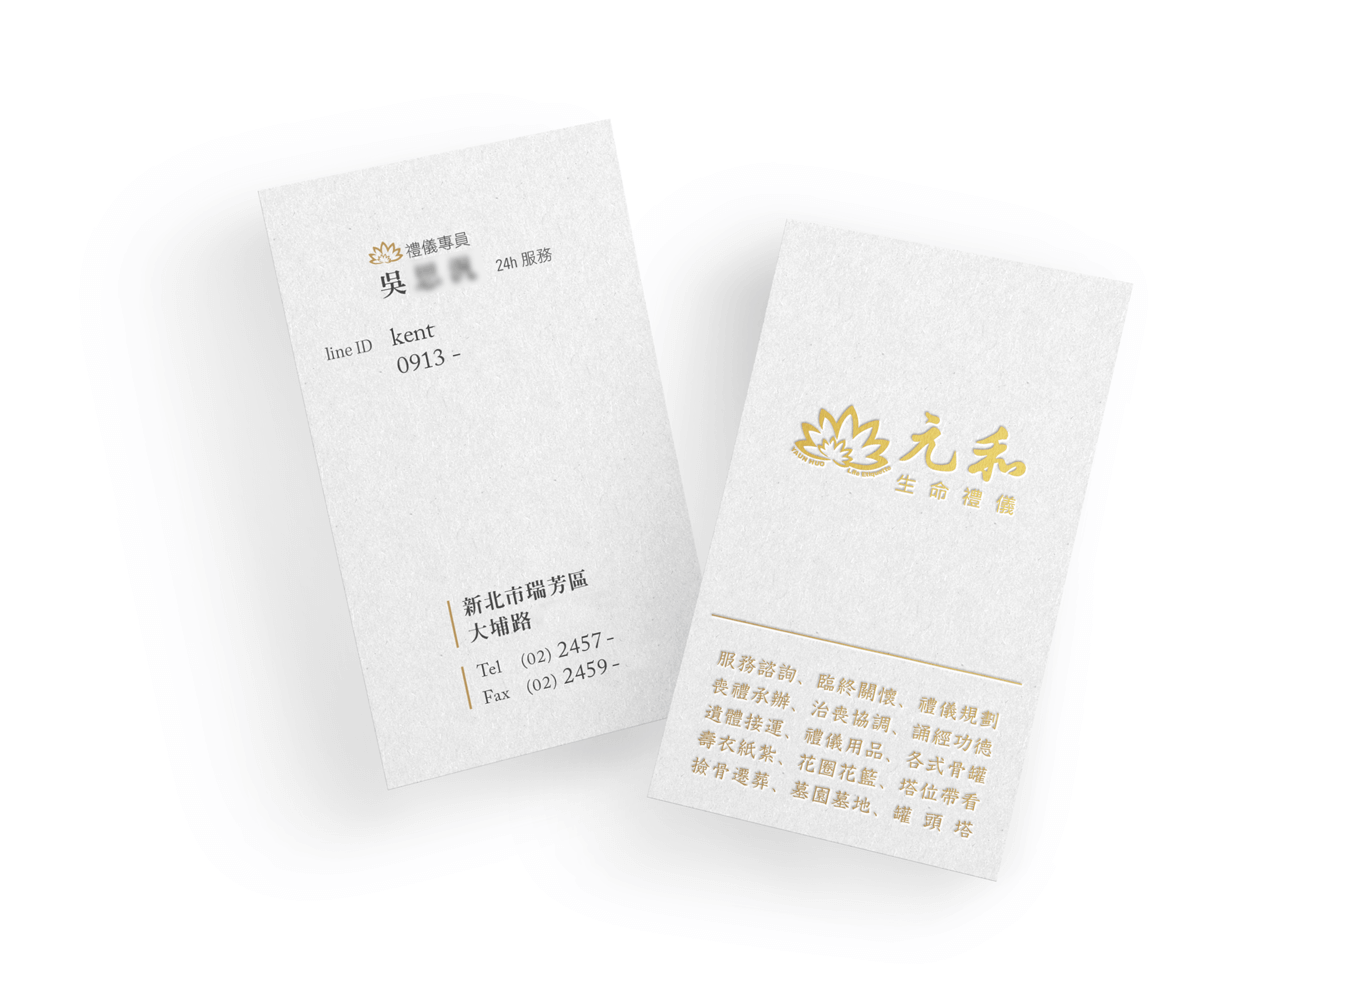 禮儀專員
吳
24h 服務
line ID
kent
0913 -
新北市瑞芳區
大埔路
Tel (02) 2457 -
Fax (02) 2459 -
元和
生命禮儀
服務諮詢、臨終關懷、禮儀規劃
喪禮承辦、治喪協調、誦經功德
遺體接運、禮儀用品、各式骨罐
壽衣紙紮、花圈花籃、塔位帶看
撿骨遷葬、墓園墓地、罐頭塔